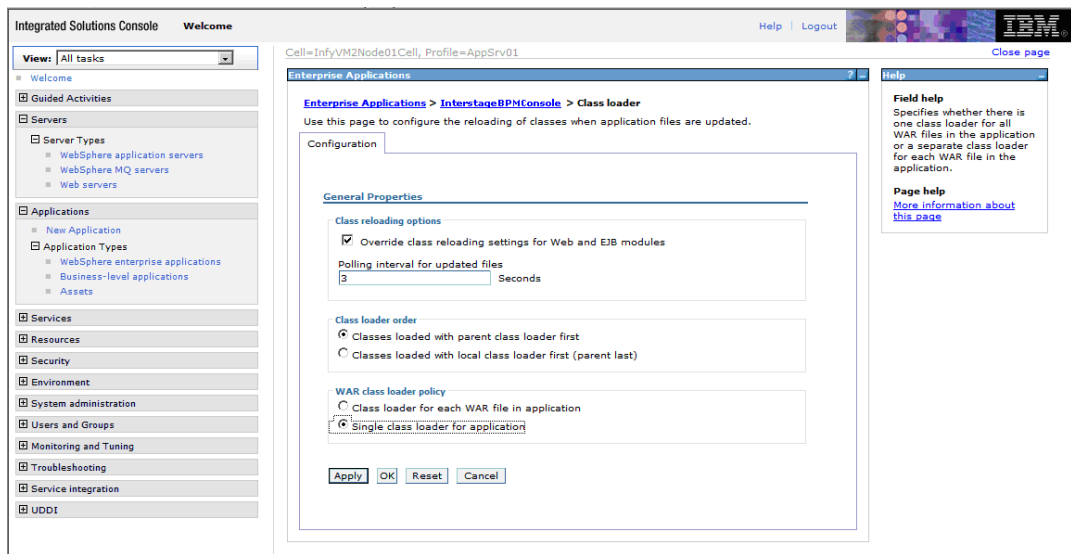 Integrated Solutions Console Welcome
Help | Logout
IBM.
View: All tasks
Cell=InfyVM2Node01Cell, Profile=AppSrv01
Close page
Welcome
Guided Activities
Servers
Server Types
WebSphere application servers
WebSphere MQ servers
Web servers
Applications
New Application
Application Types
WebSphere enterprise applications
Business-level applications
Assets
Services
Resources
Security
Environment
System administration
Users and Groups
Monitoring and Tuning
Troubleshooting
Service integration
UDDI
Enterprise Applications ? -
Enterprise Applications > InterstageBPMConsole > Class loader
Use this page to configure the reloading of classes when application files are updated.
Configuration
General Properties
Class reloading options
Override class reloading settings for Web and EJB modules
Polling interval for updated files
3 Seconds
Class loader order
Classes loaded with parent class loader first
Classes loaded with local class loader first (parent last)
WAR class loader policy
Class loader for each WAR file in application
Single class loader for application
Apply OK Reset Cancel
Help -
Field help
Specifies whether there is
one class loader for all
WAR files in the application
or a separate class loader
for each WAR file in the
application.
Page help
More information about
this page